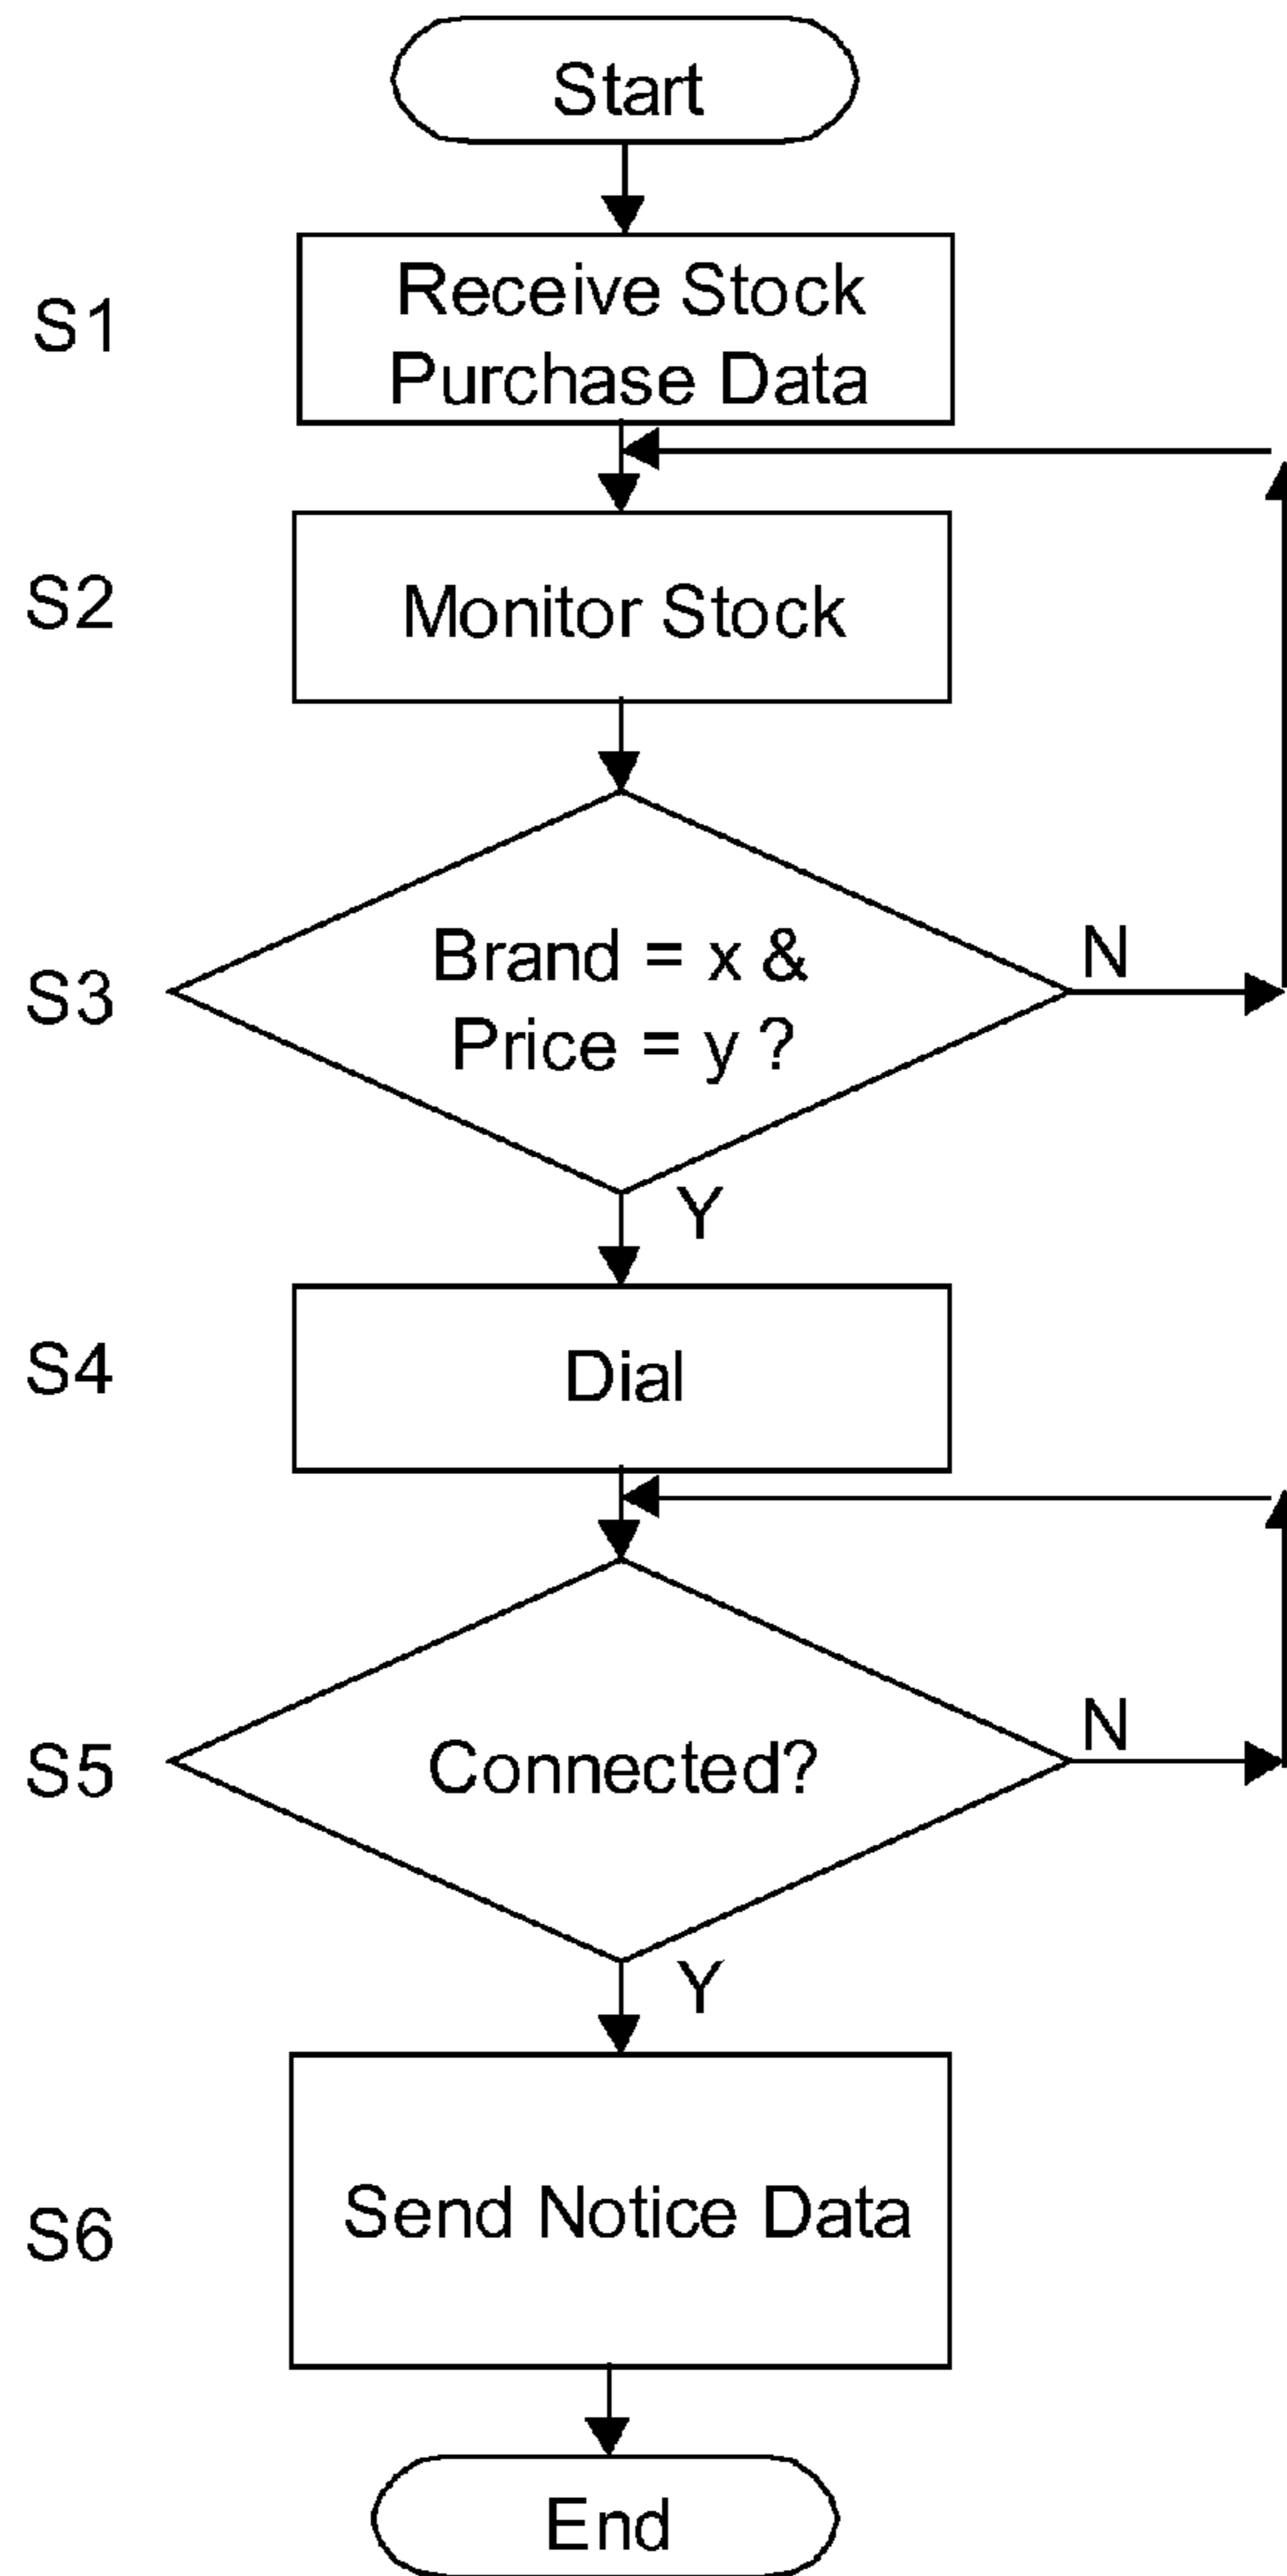 Start
S1
Receive Stock
Purchase Data
S2
Monitor Stock
S3
Brand = x &
Price = y ?
N
Y
S4
Dial
S5
Connected?
N
Y
S6
Send Notice Data
End